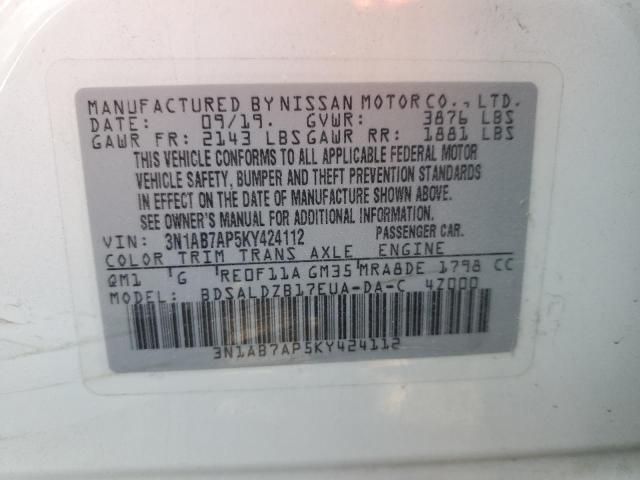 MANUFACTURED BY NISSAN MOTOR CO., LTD.
DATE: 09/19. GVWR: 3876 LBS
GAWR FR: 2143 LBS GAWR RR: 1881 LBS
THIS VEHICLE CONFORMS TO ALL APPLICABLE FEDERAL MOTOR
VEHICLE SAFETY, BUMPER AND THEFT PREVENTION STANDARDS
IN EFFECT ON THE DATE OF MANUFACTURE SHOWN ABOVE.
SEE OWNER'S MANUAL FOR ADDITIONAL INFORMATION.
VIN: 3N1AB7AP5KY424112 PASSENGER CAR.
COLOR TRIM TRANS AXLE ENGINE
QM1 G RE0F11A GM35 MRA8DE 1798 CC
MODEL: BDSALDZB17EUA-DA-C 4Z000
3N1AB7AP5KY424112